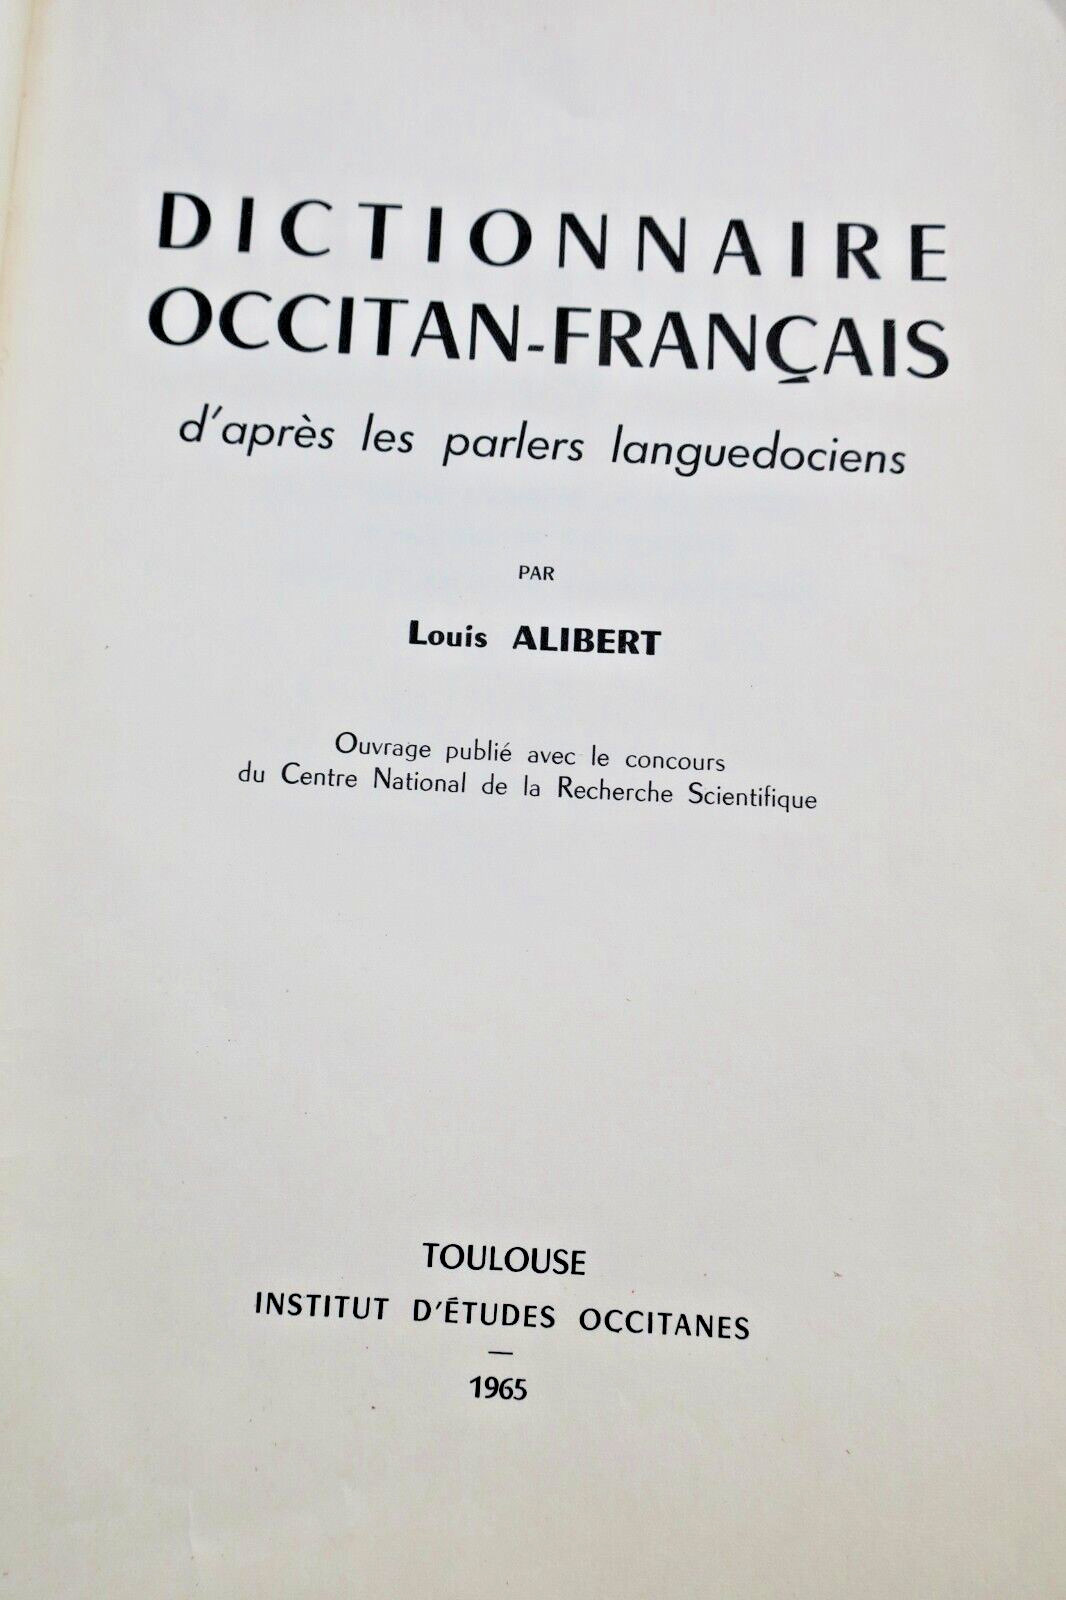 DICTIONNAIRE
OCCITAN-FRANÇAIS
d'après les parlers languedociens
PAR
Louis ALIBERT
Ouvrage publié avec le concours
du Centre National de la Recherche Scientifique
TOULOUSE
INSTITUT D'ÉTUDES OCCITANES
—
1965